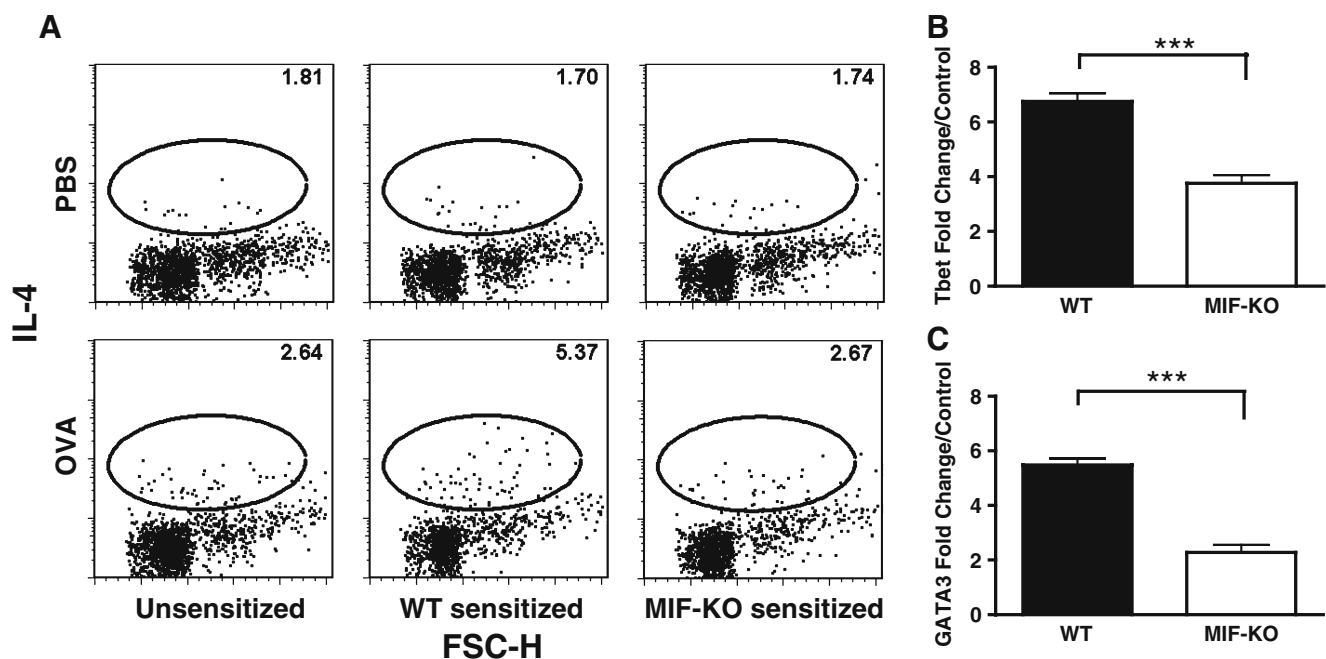 A
IL-4
PBS
1.81
1.70
1.74
OVA
2.64
5.37
2.67
Unsensitized
WT sensitized
MIF-KO sensitized
FSC-H
B
***
Tbet Fold Change/Control
8
6
4
2
0
WT
MIF-KO
C
***
GATA3 Fold Change/Control
8
6
4
2
0
WT
MIF-KO